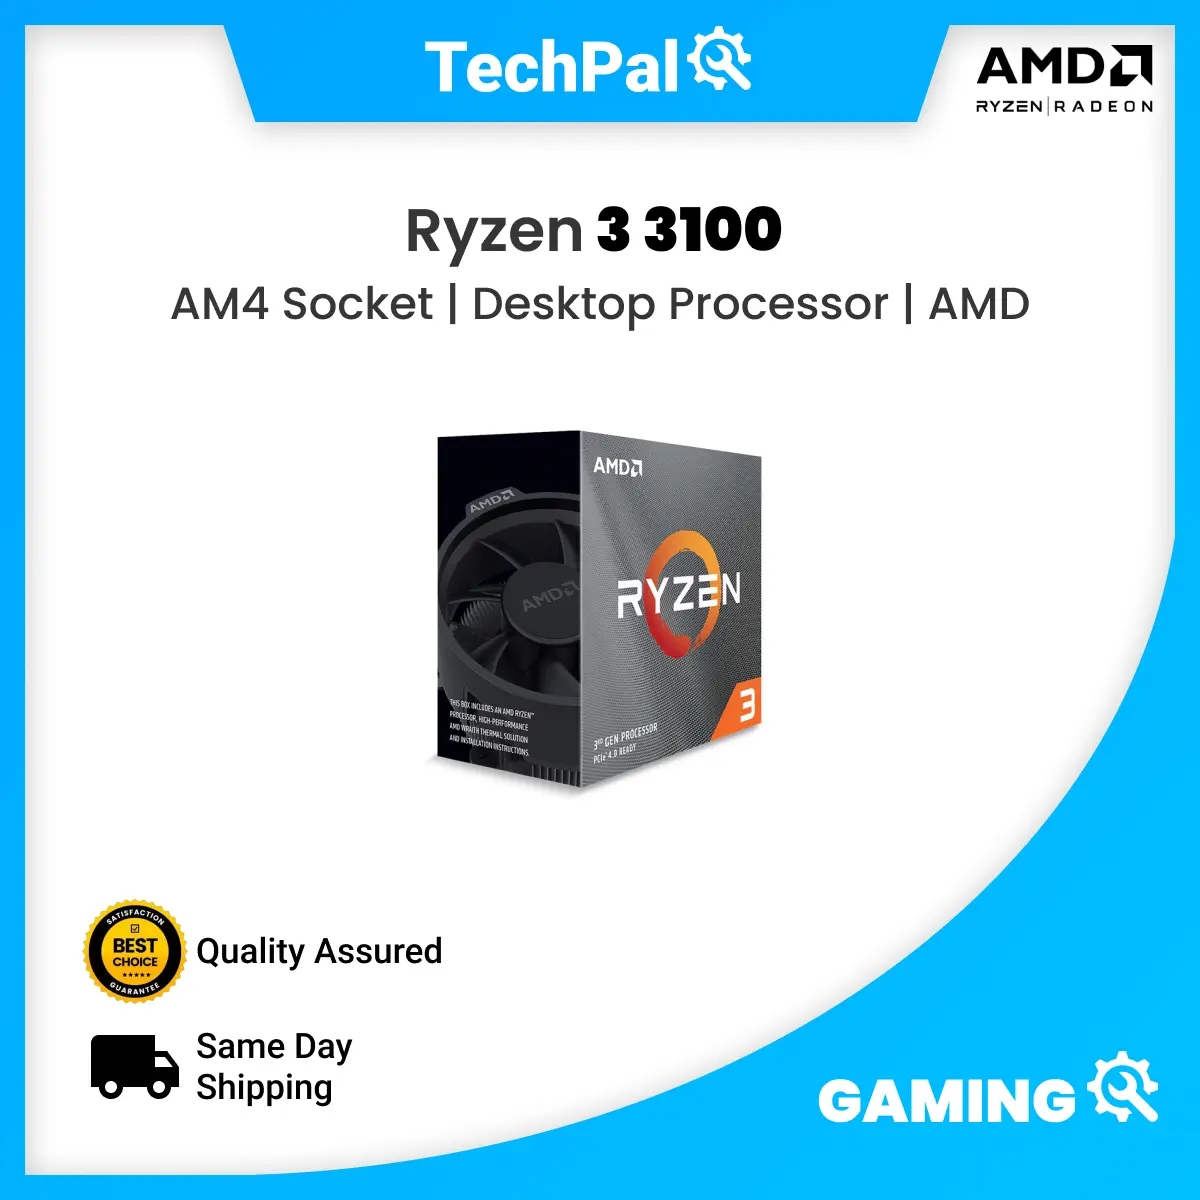 TechPal
AMD
RYZEN | RADEON
Ryzen 3 3100
AM4 Socket | Desktop Processor | AMD
AMD
AMD
AMD
RYZEN
3
THIS BOX INCLUDES AN AMD RYZEN™
PROCESSOR, HIGH-PERFORMANCE
AMD WRAITH THERMAL SOLUTION
AND INSTALLATION INSTRUCTIONS.
3RD GEN PROCESSOR
PCIe 4.0 READY
SATISFACTION
BEST
CHOICE
GUARANTEE
Quality Assured
Same Day
Shipping
GAMING